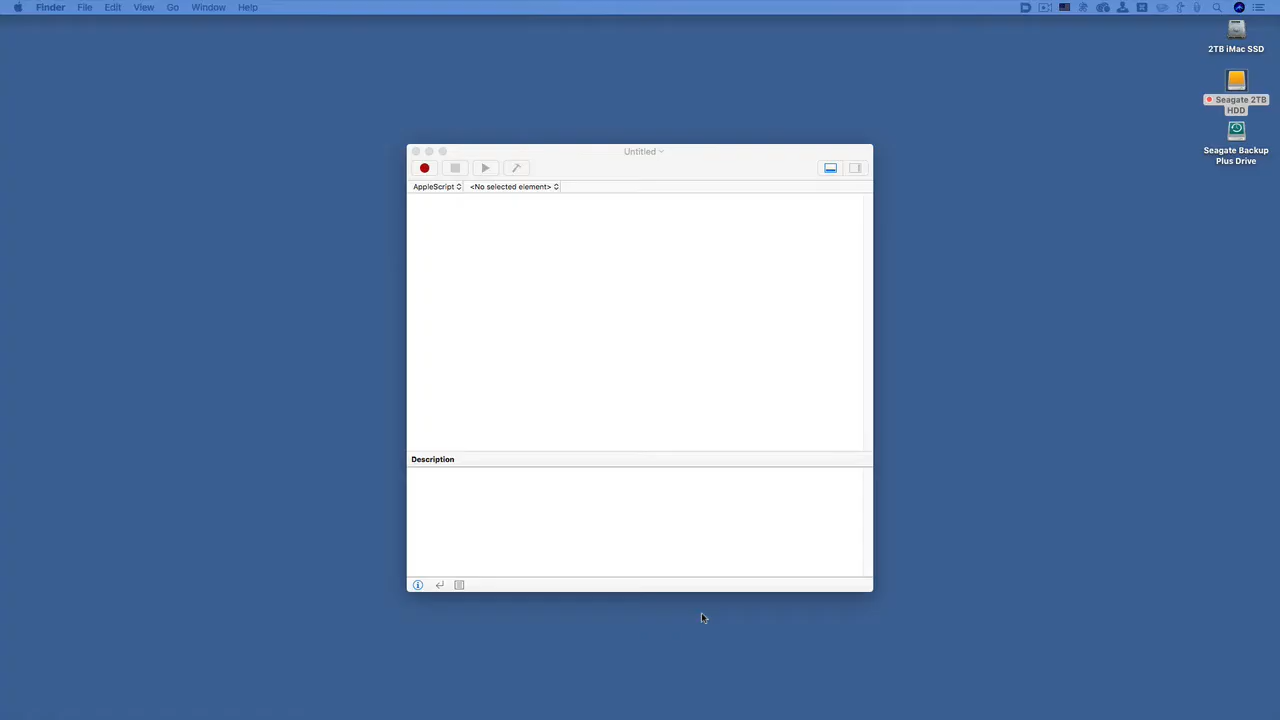 Finder File Edit View Go Window Help
2TB iMac SSD
Seagate 2TB
HDD
Seagate Backup
Plus Drive
Untitled
AppleScript <No selected element>
Description